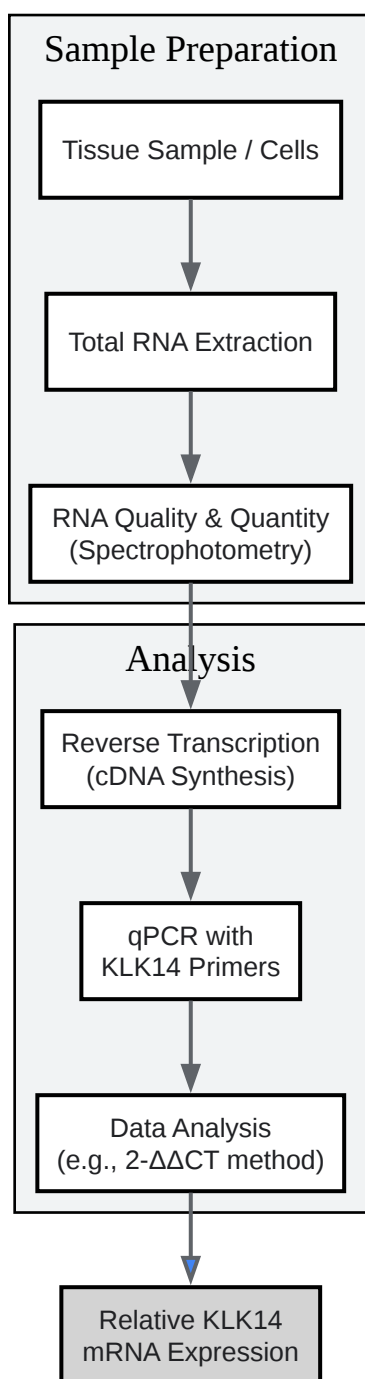 Sample Preparation
Tissue Sample / Cells
Total RNA Extraction
RNA Quality & Quantity
(Spectrophotometry)
Analysis
Reverse Transcription
(cDNA Synthesis)
qPCR with
KLK14 Primers
Data Analysis
(e.g., 2-ΔΔCT method)
Relative KLK14
mRNA Expression